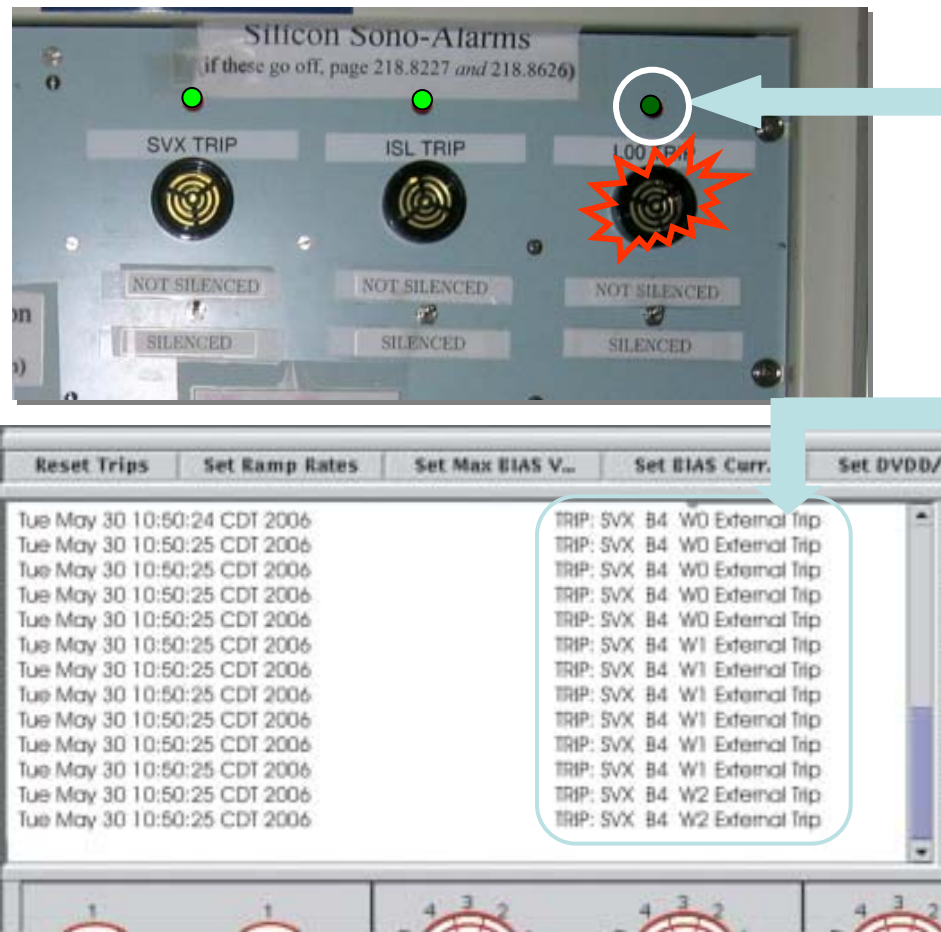 Silicon Sono-Alarms
(if these go off, page 218.8227 and 218.8626)
SVX TRIP
ISL TRIP
L00 TRIP
NOT SILENCED
NOT SILENCED
NOT SILENCED
SILENCED
SILENCED
SILENCED
on
)
Reset Trips
Set Ramp Rates
Set Max BIAS V...
Set BIAS Curr.
Set DVDD/
Tue May 30 10:50:24 CDT 2006 TRIP: SVX B4 W0 External Trip
Tue May 30 10:50:25 CDT 2006 TRIP: SVX B4 W0 External Trip
Tue May 30 10:50:25 CDT 2006 TRIP: SVX B4 W0 External Trip
Tue May 30 10:50:25 CDT 2006 TRIP: SVX B4 W0 External Trip
Tue May 30 10:50:25 CDT 2006 TRIP: SVX B4 W0 External Trip
Tue May 30 10:50:25 CDT 2006 TRIP: SVX B4 W1 External Trip
Tue May 30 10:50:25 CDT 2006 TRIP: SVX B4 W1 External Trip
Tue May 30 10:50:25 CDT 2006 TRIP: SVX B4 W1 External Trip
Tue May 30 10:50:25 CDT 2006 TRIP: SVX B4 W1 External Trip
Tue May 30 10:50:25 CDT 2006 TRIP: SVX B4 W1 External Trip
Tue May 30 10:50:25 CDT 2006 TRIP: SVX B4 W1 External Trip
Tue May 30 10:50:25 CDT 2006 TRIP: SVX B4 W2 External Trip
Tue May 30 10:50:25 CDT 2006 TRIP: SVX B4 W2 External Trip
1
1
4 3 2
4 3 2
4 3 2